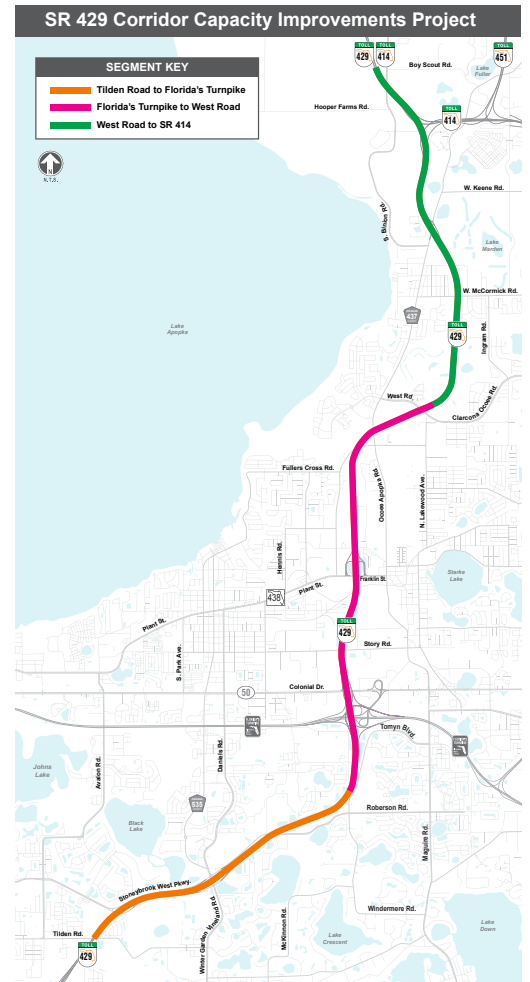 SR 429 Corridor Capacity Improvements Project
SEGMENT KEY
Tilden Road to Florida's Turnpike
Florida's Turnpike to West Road
West Road to SR 414
N
N.T.S.
TOLL
429
TOLL
414
TOLL
451
Boy Scout Rd.
Lake
Fuller
Hooper Farms Rd.
TOLL
414
W. Keene Rd.
S. Binion Rd.
Lake
Marden
W. McCormick Rd.
437
TOLL
429
Ingram Rd.
Lake
Apopka
West Rd
Clarcona Ocoee Rd.
Fullers Cross Rd.
Ocoee Apopka Rd.
N. Lakewood Ave.
Hennis Rd.
Starke
Lake
Franklin St.
438
Plant St.
Plant St.
TOLL
429
Story Rd.
S. Park Ave.
50
Colonial Dr.
Tomyn Blvd.
Johns
Lake
Avalon Rd.
Daniels Rd.
535
Black
Lake
Roberson Rd.
Maguire Rd.
Stoneybrook West Pkwy.
Winter Garden Vineland Rd
McKinnon Rd.
Windermere Rd.
Lake
Crescent
Lake
Down
Tilden Rd.
TOLL
429